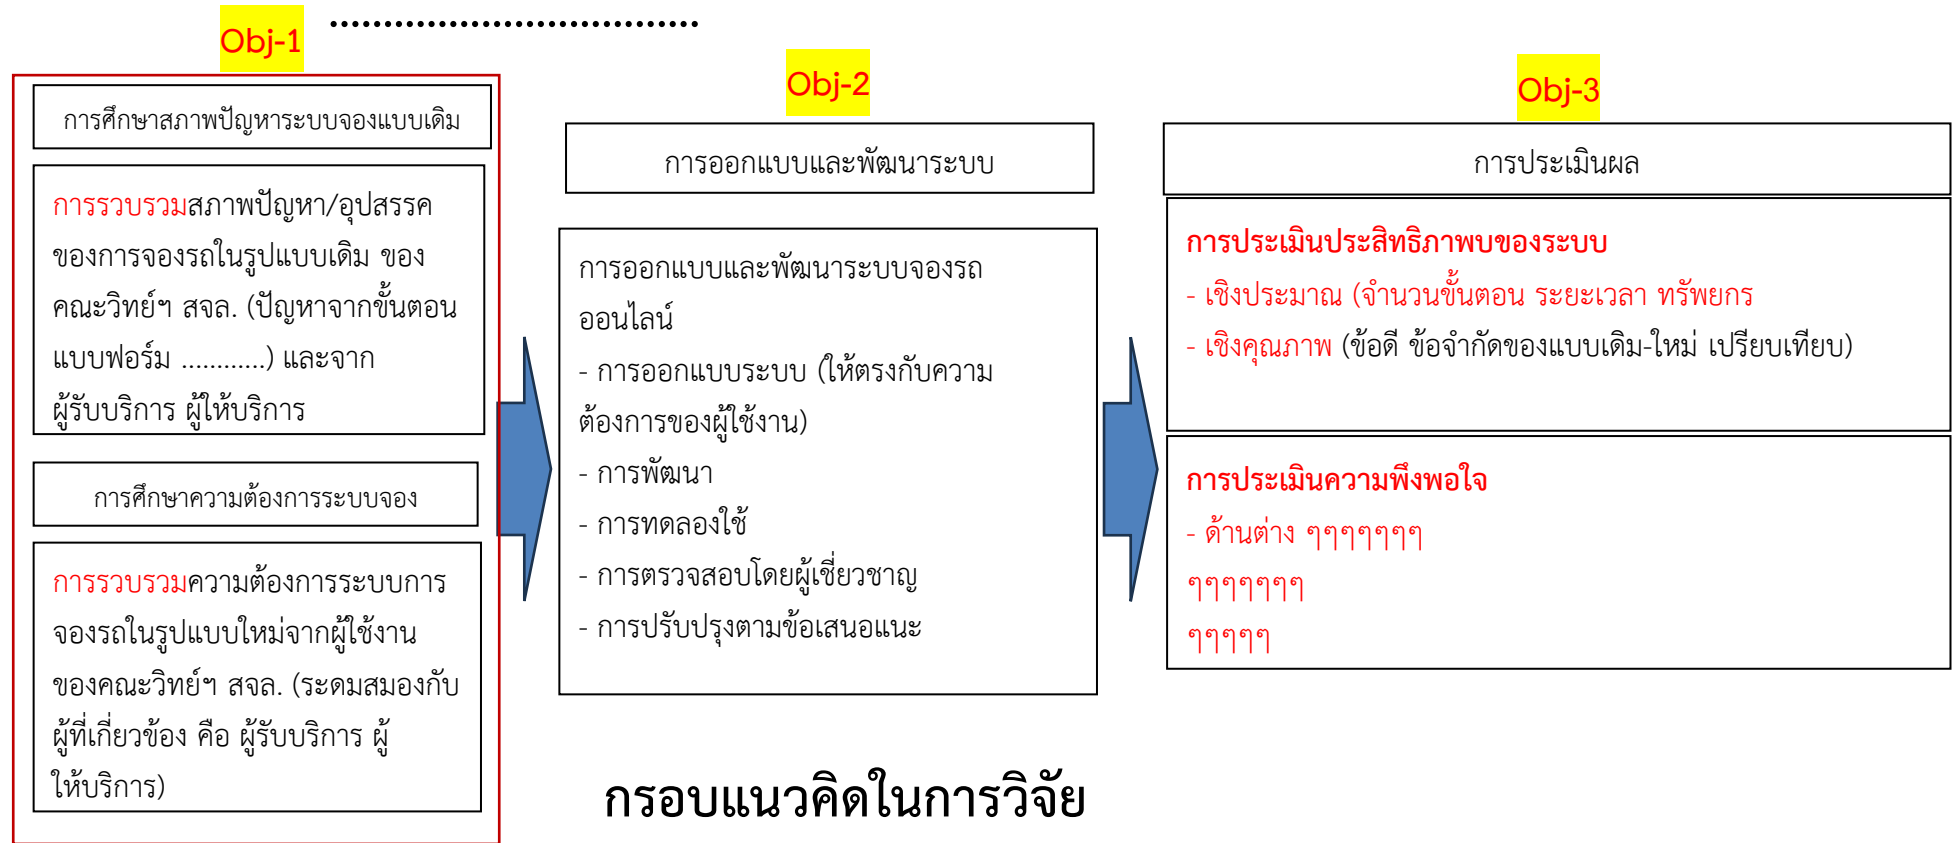 Obj-1
..................................
การศึกษาสภาพปัญหาระบบจองแบบเดิม
การรวบรวมสภาพปัญหา/อุปสรรค
ของการจองรถในรูปแบบเดิม ของ
คณะวิทย์ฯ สจล. (ปัญหาจากขั้นตอน
แบบฟอร์ม ............) และจาก
ผู้รับบริการ ผู้ให้บริการ
การศึกษาความต้องการระบบจอง
การรวบรวมความต้องการระบบการ
จองรถในรูปแบบใหม่จากผู้ใช้งาน
ของคณะวิทย์ฯ สจล. (ระดมสมองกับ
ผู้ที่เกี่ยวข้อง คือ ผู้รับบริการ ผู้
ให้บริการ)
Obj-2
การออกแบบและพัฒนาระบบ
การออกแบบและพัฒนาระบบจองรถ
ออนไลน์
- การออกแบบระบบ (ให้ตรงกับความ
ต้องการของผู้ใช้งาน)
- การพัฒนา
- การทดลองใช้
- การตรวจสอบโดยผู้เชี่ยวชาญ
- การปรับปรุงตามข้อเสนอแนะ
Obj-3
การประเมินผล
การประเมินประสิทธิภาพบของระบบ
- เชิงประมาณ (จำนวนขั้นตอน ระยะเวลา ทรัพยกร
- เชิงคุณภาพ (ข้อดี ข้อจำกัดของแบบเดิม-ใหม่ เปรียบเทียบ)
การประเมินความพึงพอใจ
- ด้านต่าง ๆๆๆๆๆๆๆ
ๆๆๆๆๆๆๆ
ๆๆๆๆๆ
กรอบแนวคิดในการวิจัย